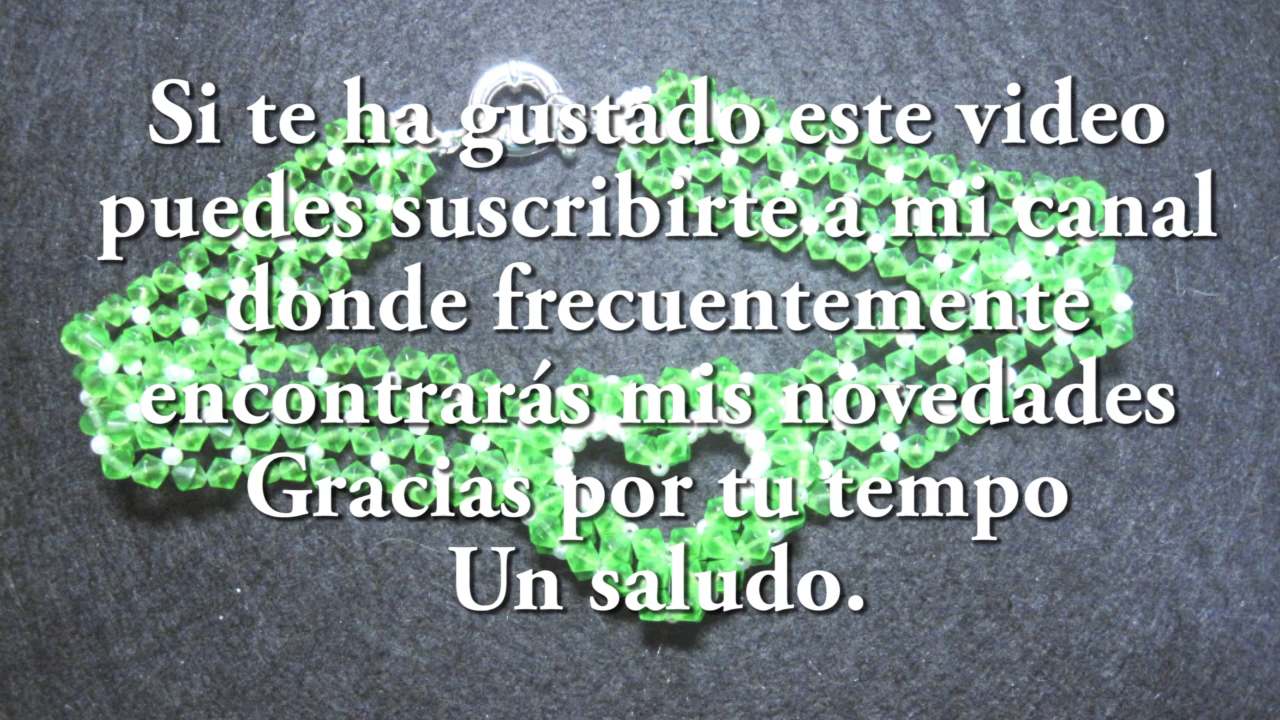 Si te ha gustado este video
puedes suscribirte a mi canal
donde frecuentemente
encontrarás mis novedades
Gracias por tu tempo
Un saludo.